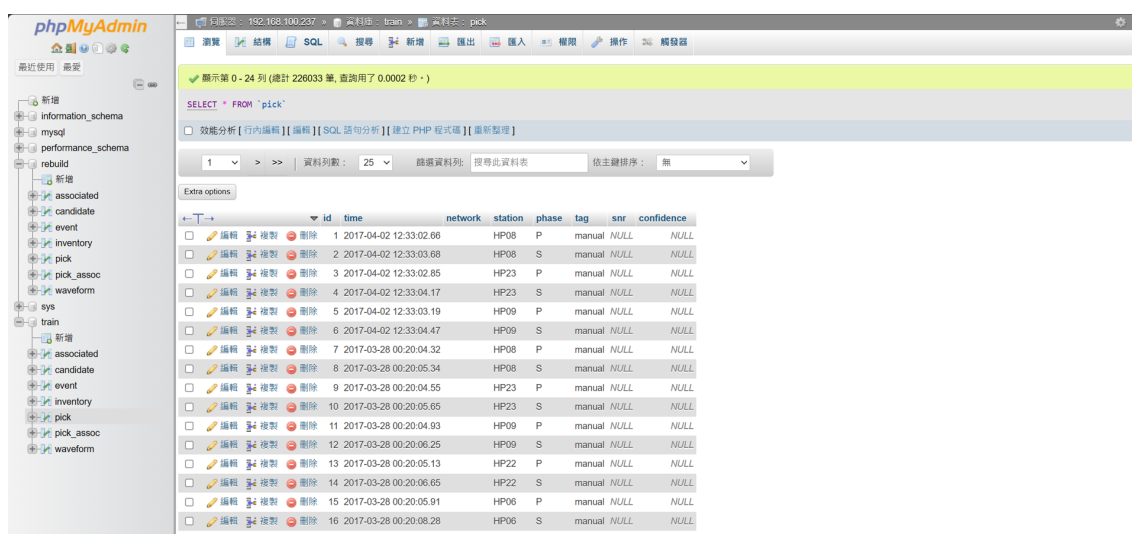 phpMyAdmin
最近使用 最愛
新增
information_schema
mysql
performance_schema
rebuild
新增
associated
candidate
event
inventory
pick
pick_assoc
waveform
sys
train
新增
associated
candidate
event
inventory
pick
pick_assoc
waveform
伺服器: 192.168.100.237 » 資料庫: train » 資料表: pick
瀏覽 結構 SQL 搜尋 新增 匯出 匯入 權限 操作 觸發器
顯示第 0 - 24 列 (總計 226033 筆, 查詢用了 0.0002 秒。)
SELECT * FROM `pick`
效能分析 [ 行內編輯 ] [ 編輯 ] [ SQL 語句分析 ] [ 建立 PHP 程式碼 ] [ 重新整理 ]
1 > >> | 資料列數: 25 篩選資料列: 搜尋此資料表 依主鍵排序: 無
Extra options
←T→ id time network station phase tag snr confidence
編輯 複製 刪除 1 2017-04-02 12:33:02.66 HP08 P manual NULL NULL
編輯 複製 刪除 2 2017-04-02 12:33:03.68 HP08 S manual NULL NULL
編輯 複製 刪除 3 2017-04-02 12:33:02.85 HP23 P manual NULL NULL
編輯 複製 刪除 4 2017-04-02 12:33:04.17 HP23 S manual NULL NULL
編輯 複製 刪除 5 2017-04-02 12:33:03.19 HP09 P manual NULL NULL
編輯 複製 刪除 6 2017-04-02 12:33:04.47 HP09 S manual NULL NULL
編輯 複製 刪除 7 2017-03-28 00:20:04.32 HP08 P manual NULL NULL
編輯 複製 刪除 8 2017-03-28 00:20:05.34 HP08 S manual NULL NULL
編輯 複製 刪除 9 2017-03-28 00:20:04.55 HP23 P manual NULL NULL
編輯 複製 刪除 10 2017-03-28 00:20:05.65 HP23 S manual NULL NULL
編輯 複製 刪除 11 2017-03-28 00:20:04.93 HP09 P manual NULL NULL
編輯 複製 刪除 12 2017-03-28 00:20:06.25 HP09 S manual NULL NULL
編輯 複製 刪除 13 2017-03-28 00:20:05.13 HP22 P manual NULL NULL
編輯 複製 刪除 14 2017-03-28 00:20:06.65 HP22 S manual NULL NULL
編輯 複製 刪除 15 2017-03-28 00:20:05.91 HP06 P manual NULL NULL
編輯 複製 刪除 16 2017-03-28 00:20:08.28 HP06 S manual NULL NULL